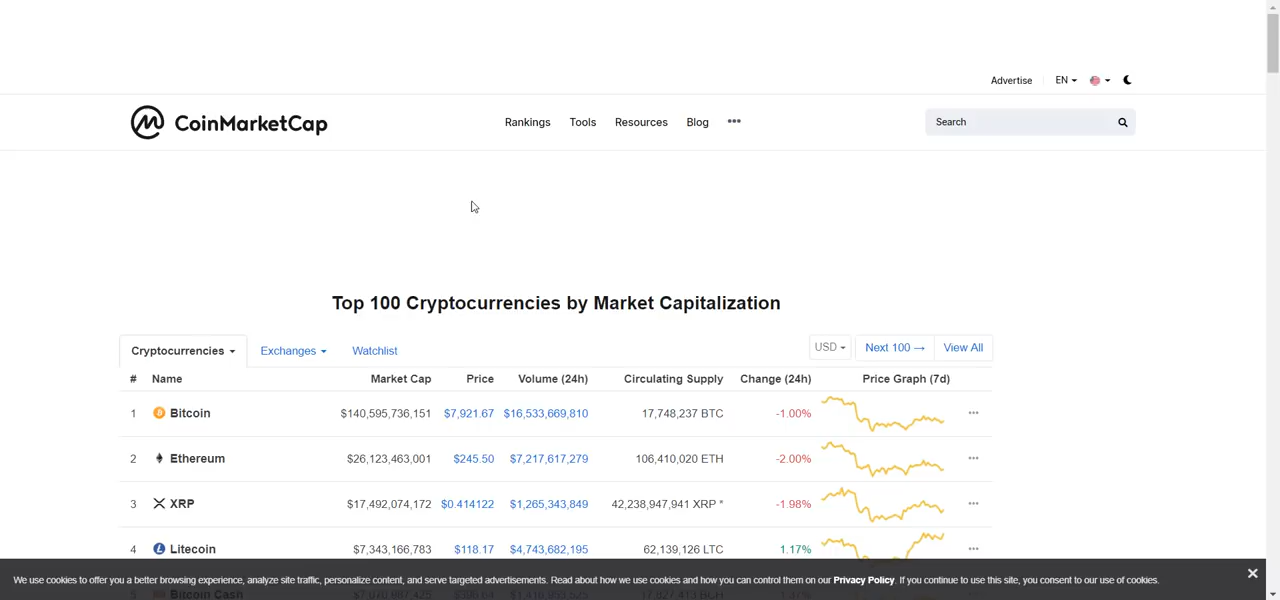 Advertise EN
CoinMarketCap Rankings Tools Resources Blog ••• Search
Top 100 Cryptocurrencies by Market Capitalization
Cryptocurrencies Exchanges Watchlist USD Next 100 → View All
# Name Market Cap Price Volume (24h) Circulating Supply Change (24h) Price Graph (7d)
1 Bitcoin $140,595,736,151 $7,921.67 $16,533,669,810 17,748,237 BTC -1.00% •••
2 Ethereum $26,123,463,001 $245.50 $7,217,617,279 106,410,020 ETH -2.00% •••
3 XRP $17,492,074,172 $0.414122 $1,265,343,849 42,238,947,941 XRP * -1.98% •••
4 Litecoin $7,343,166,783 $118.17 $4,743,682,195 62,139,126 LTC 1.17% •••
We use cookies to offer you a better browsing experience, analyze site traffic, personalize content, and serve targeted advertisements. Read about how we use cookies and how you can control them on our Privacy Policy. If you continue to use this site, you consent to our use of cookies.
Bitcoin Cash